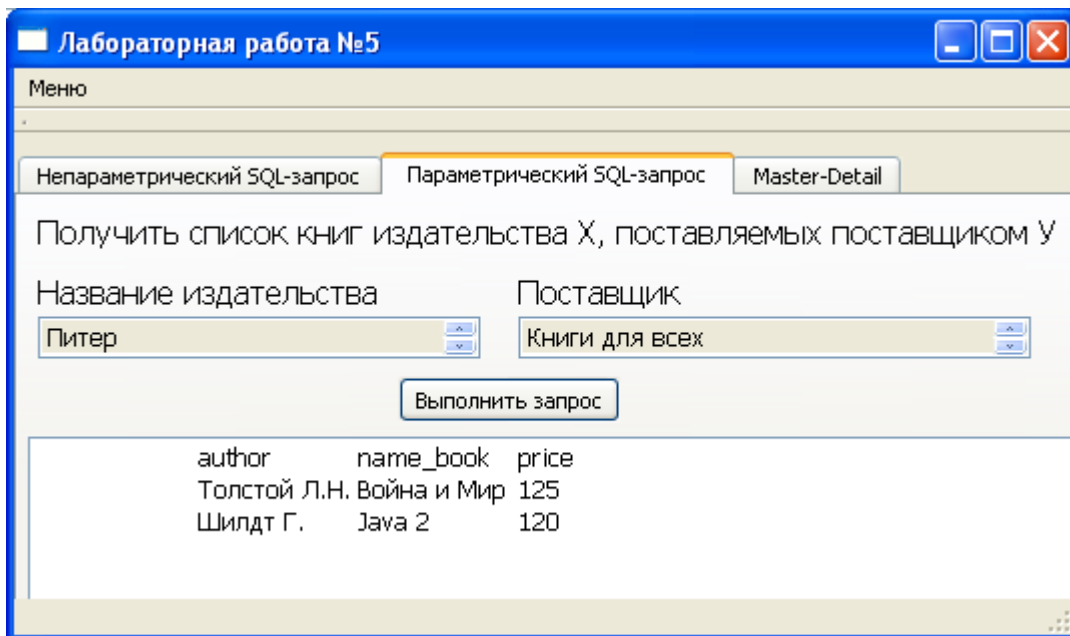 Лабораторная работа №5
Меню
Непараметрический SQL-запрос Параметрический SQL-запрос Master-Detail
Получить список книг издательства X, поставляемых поставщиком У
Название издательства Поставщик
Питер Книги для всех
Выполнить запрос
author name_book price
Толстой Л.Н. Война и Мир 125
Шилдт Г. Java 2 120